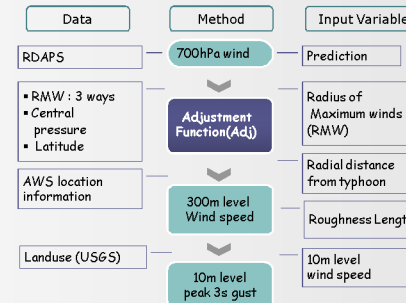 Data
Method
Input Variable
RDAPS
700hPa wind
Prediction
▪ RMW : 3 ways
▪ Central
pressure
▪ Latitude
Adjustment
Function(Adj)
Radius of
Maximum winds
(RMW)
Radial distance
from typhoon
AWS location
information
300m level
Wind speed
Roughness Lengt
Landuse (USGS)
10m level
wind speed
10m level
peak 3s gust